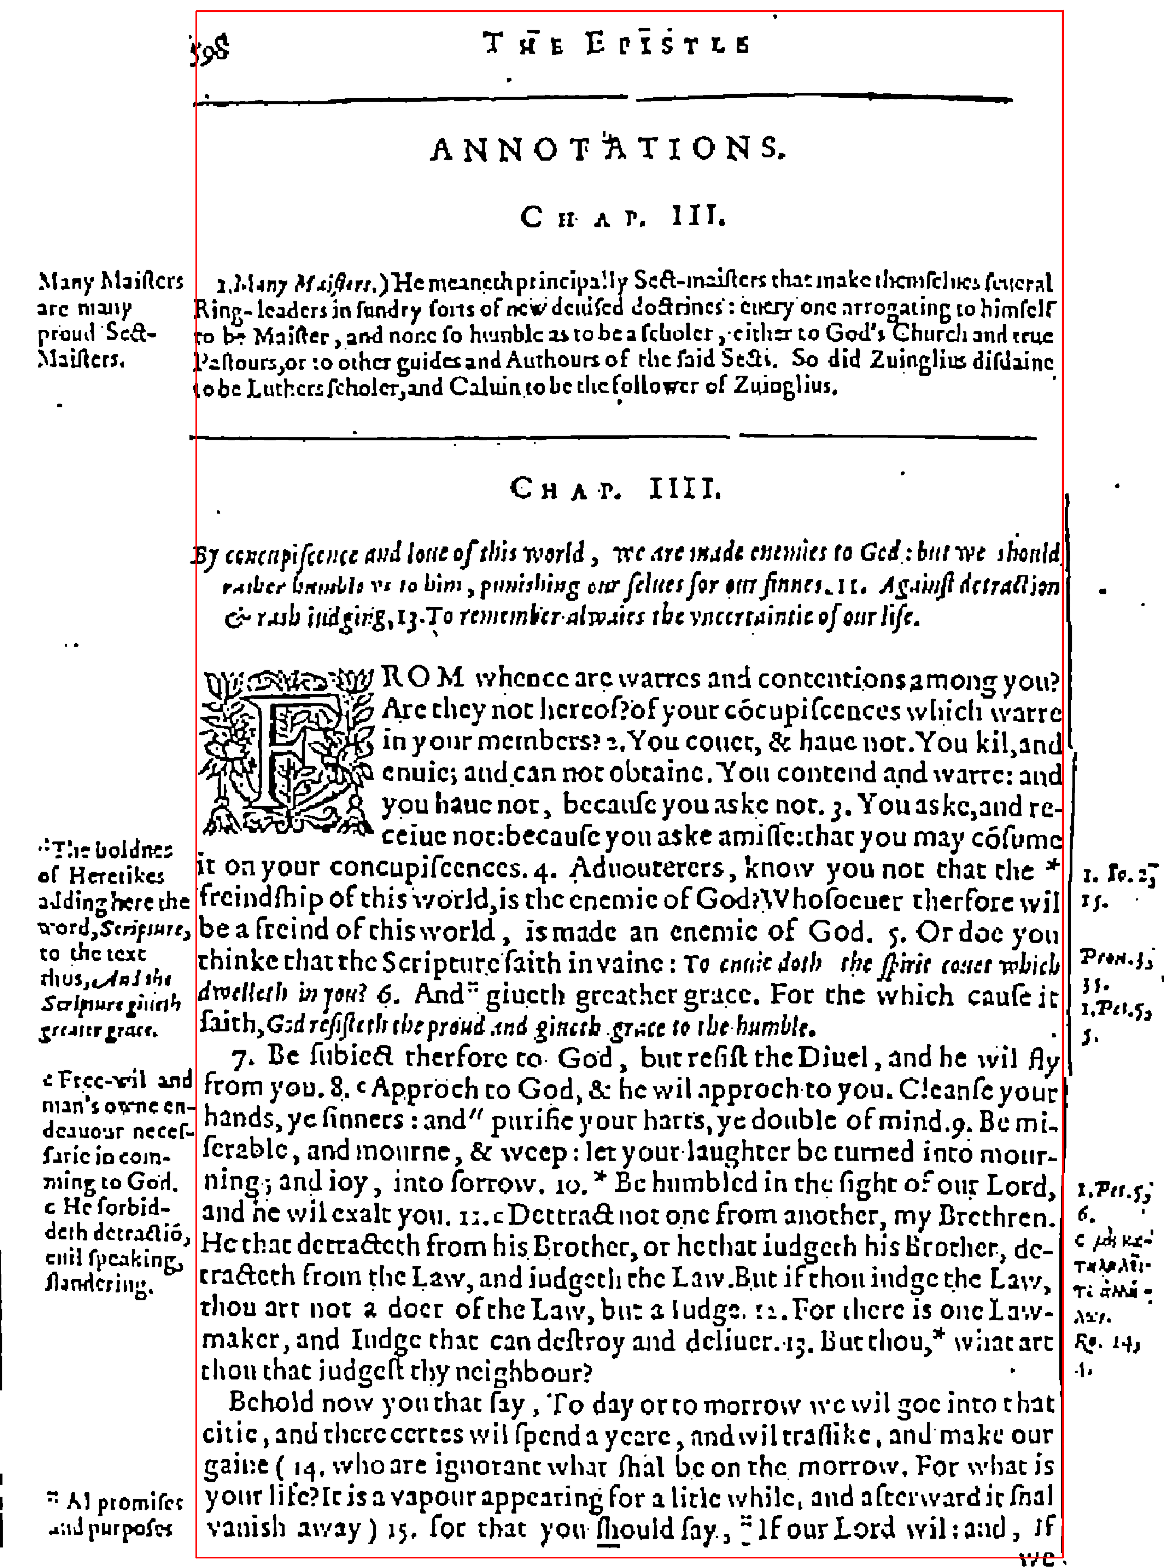 598
THE EPISTLE
ANNOTATIONS.
CHAP. III.
Many Maiſters
are many
proud Sect-
Maiſters.
1. Many Maiſters.) He meaneth principally Sect-maiſters that make themſelues ſeueral
Ring-leaders in ſundry ſorts of new deuiſed doctrines: euery one arrogating to himſelf
to be Maiſter, and none ſo humble as to be a ſcholer, either to God's Church and true
Paſtours, or to other guides and Authours of the ſaid Sects. So did Zuinglius diſdaine
to be Luthers ſcholer, and Caluin to be the follower of Zuinglius.
CHAP. IIII.
By concupiſcence and loue of this world, we are made enemies to God: but we should
rather humble vs to him, punishing our ſelues for our ſinnes. 11. Againſt detraction
& rash iudging, 13. To remember alwaies the vncertaintie of our life.
FROM whence are warres and contentions among you?
Are they not hereof? of your cōcupiſcences which warre
in your members? 2. You couet, & haue not. You kil, and
enuie; and can not obtaine. You contend and warre: and
you haue not, becauſe you aske not. 3. You aske, and re-
ceiue not: becauſe you aske amiſſe: that you may cōſume
it on your concupiſcences. 4. Aduouterers, know you not that the *
freindſhip of this world, is the enemie of God? Whoſoeuer therfore wil
be a freind of this world, is made an enemie of God. 5. Or doe you
thinke that the Scripture ſaith in vaine: To enuie doth the ſpirit couet which
dwelleth in you? 6. And :: giueth greather grace. For the which cauſe it
ſaith, God reſiſteth the proud and giueth grace to the humble.
7. Be ſubiect therfore to God, but reſiſt the Diuel, and he wil fly
from you. 8. c Approch to God, & he wil approch to you. Cleanſe your
hands, ye ſinners: and" purifie your harts, ye double of mind. 9. Be mi-
ſerable, and mourne, & weep: let your laughter be turned into mour-
ning; and ioy, into ſorrow. 10. * Be humbled in the ſight of our Lord,
and he wil exalt you. 11. c Detract not one from another, my Brethren.
He that detracteth from his Brother, or he that iudgeth his Brother, de-
tracteth from the Law, and iudgeth the Law. But if thou iudge the Law,
thou art not a doer of the Law, but a Iudge. 12. For there is one Law-
maker, and Iudge that can deſtroy and deliuer. 13. But thou, * what art
thou that iudgeſt thy neighbour?
Behold now you that ſay, To day or to morrow we wil goe into that
citie, and there certes wil ſpend a yeare, and wil traffike, and make our
gaine (14. who are ignorant what ſhal be on the morrow. For what is
your life? It is a vapour appearing for a litle while, and afterward it ſhal
vanish away) 15. for that you ſhould ſay, :: If our Lord wil: and, If
we
:: The boldnes
of Heretikes
adding here the
word, Scripture,
to the text
thus, And the
Scripture giueth
greater grace.
c Free-wil and
man's owne en-
deauour neceſ-
ſarie in com-
ming to God.
c He forbid-
deth detractiō,
euil ſpeaking,
ſlandering.
:: Al promiſes
and purpoſes
1. Io. 2,
15.
Prou. 3,
1. Pet. 5,
5.
1. Pet. 5,
6.
Ro. 14,
4.